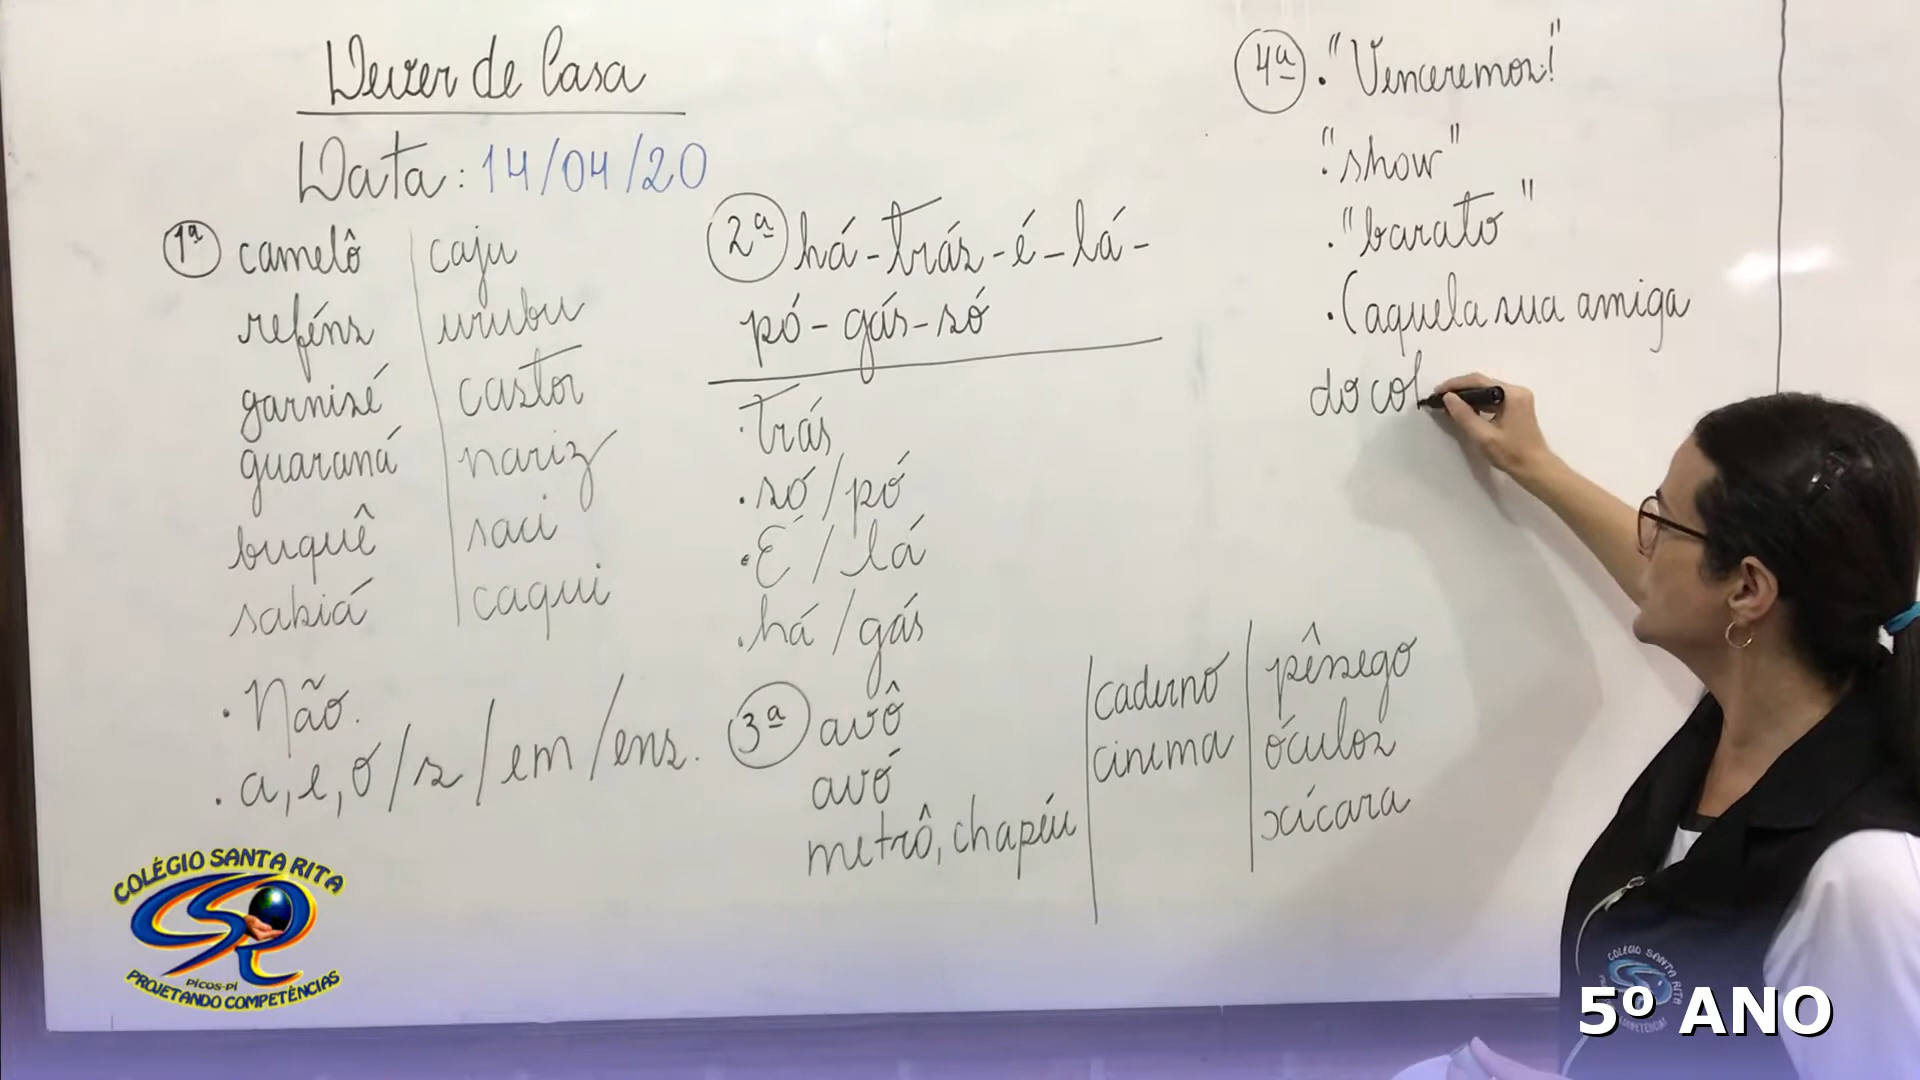 Dever de Casa
Data: 14/04/20
1ª camelô | caju
reféns | urubu
garnisé | castor
guaraná | nariz
buquê | saci
sabiá | caqui
. Não.
. a, e, o / s / em / ens.
2ª há - trás - é - lá -
pó - gás - só
. trás
. só / pó
. É / lá
. há / gás
3ª avô
avó
metrô, chapéu
caderno | pêssego
cinema | óculos
xícara
4ª . "Venceremos!"
. "show"
. "barato"
. (aquela sua amiga
do col
COLÉGIO SANTA RITA
PICOS-PI
PROJETANDO COMPETÊNCIAS
COLÉGIO SANTA RITA
5º ANO